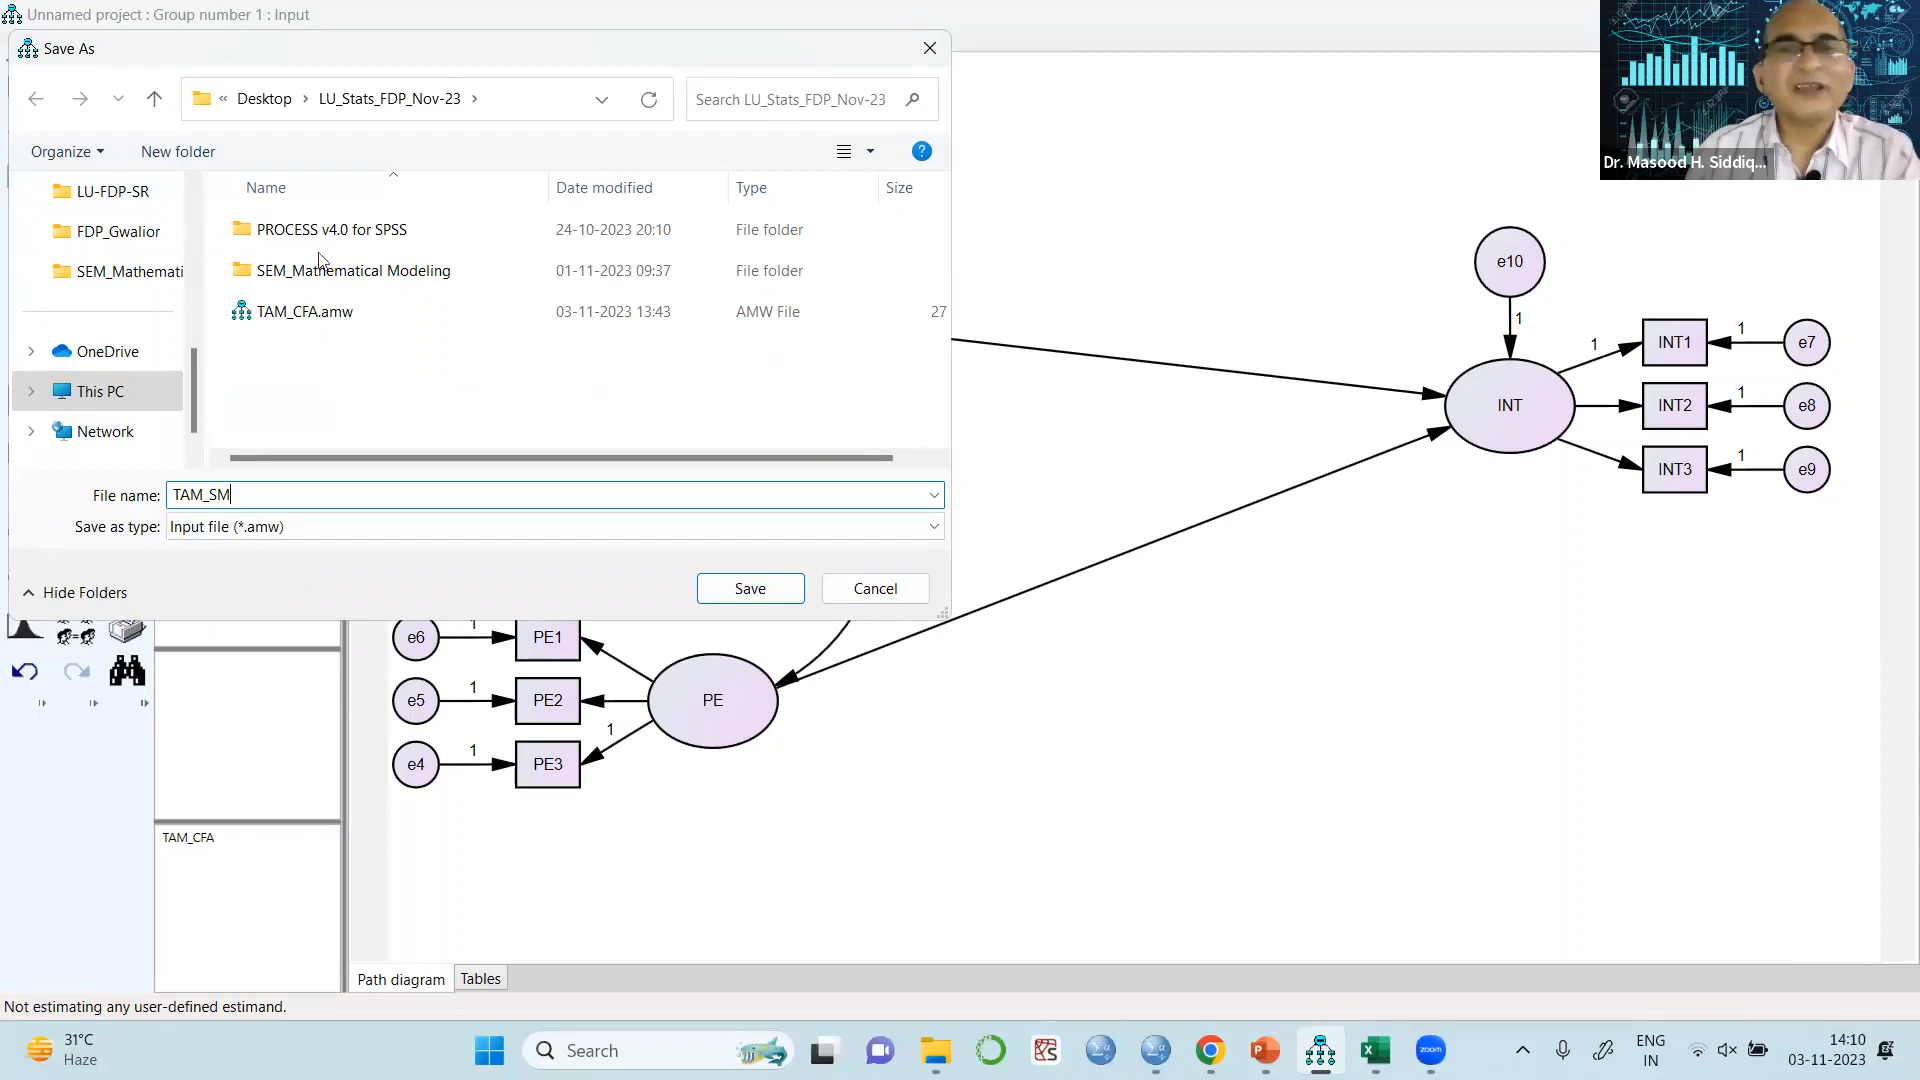 Unnamed project : Group number 1 : Input
Save As
« Desktop › LU_Stats_FDP_Nov-23 ›
Search LU_Stats_FDP_Nov-23
Organize
New folder
?
LU-FDP-SR
FDP_Gwalior
SEM_Mathemati
OneDrive
This PC
Network
Name
Date modified
Type
Size
PROCESS v4.0 for SPSS
24-10-2023 20:10
File folder
SEM_Mathematical Modeling
01-11-2023 09:37
File folder
TAM_CFA.amw
03-11-2023 13:43
AMW File
27
File name: TAM_SM
Save as type: Input file (*.amw)
Hide Folders
Save
Cancel
Dr. Masood H. Siddiq...
e10
1
INT
1
INT1
1
e7
INT2
1
e8
INT3
1
e9
e6
1
PE1
e5
1
PE2
PE
1
e4
1
PE3
TAM_CFA
Path diagram
Tables
Not estimating any user-defined estimand.
31°C
Haze
Search
zoom
ENG
IN
14:10
03-11-2023